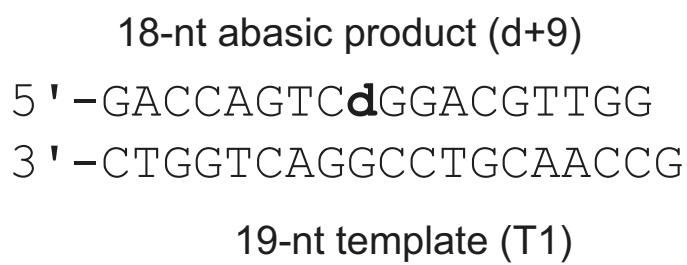 18-nt abasic product (d+9)
5'-GACCAGTCdGGACGTTGG
3'-CTGGTCAGGCCTGCAACCG
19-nt template (T1)